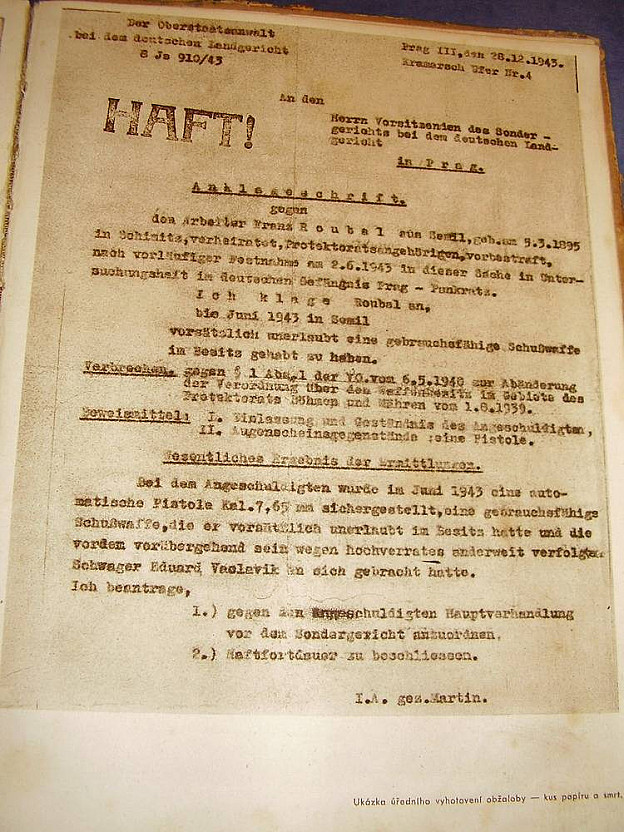 Der Oberstaatsanwalt
bei dem deutschen Landgericht
8 Js 910/43
Prag III, den 28.12.1943.
Kramarsch Ufer Nr.4
HAFT!
An den
Herrn Vorsitzenden des Sonder -
gerichts bei dem deutschen Land-
gericht
in Prag.
Anklageschrift.
gegen
den Arbeiter Franz Roubal aus Semil, geb. am 5.3.1895
in Schimitz, verheiratet, Protektoratsangehörigen, vorbestraft,
nach vorläufiger Festnahme am 2.6.1943 in dieser Sache in Unter-
suchungshaft im deutschen Gefängnis Prag - Pankratz.
Ich klage Roubal an,
bis Juni 1943 in Semil
vorsätzlich unerlaubt eine gebrauchsfähige Schußwaffe
im Besitz gehabt zu haben.
Verbrechen gegen § 1 Abs.1 der VO. vom 6.5.1940 zur Abänderung
der Verordnung über den Waffenbesitz im Gebiete des
Protektorats Böhmen und Mähren vom 1.8.1939.
Beweismittel: I. Einlassung und Geständnis des Angeschuldigten,
II. Augenscheinsgegenstände :eine Pistole.
Wesentliches Ergebnis der Ermittlungen.
Bei dem Angeschuldigten wurde im Juni 1943 eine auto-
matische Pistole Kal.7,65 mm sichergestellt, eine gebrauchsfähige
Schußwaffe, die er vorsätzlich unerlaubt im Besitz hatte und die
vordem vorübergehend sein wegen hochverrates anderweit verfolgter
Schwager Eduard Vaclavik an sich gebracht hatte.
Ich beantrage,
1.) gegen den Angeschuldigten Hauptverhandlung
vor dem Sondergericht anzuordnen.
2.) Haftfortdauer zu beschliessen.
I.A. gez.Martin.
Ukázka úředního vyhotovení obžaloby — kus papíru a smrt.